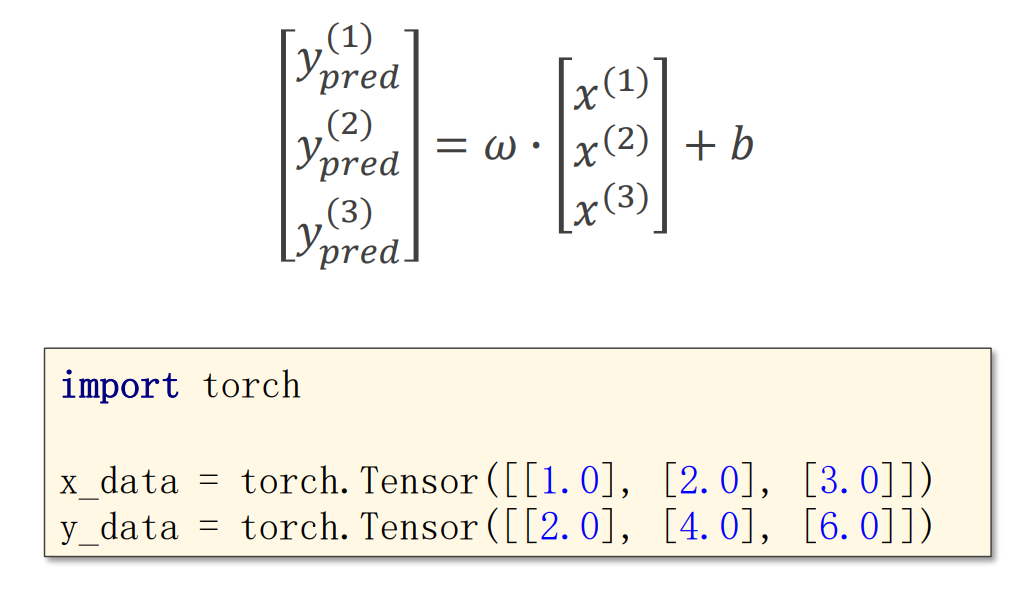 $$\begin{bmatrix} y_{pred}^{(1)} \\ y_{pred}^{(2)} \\ y_{pred}^{(3)} \end{bmatrix} = \omega \cdot \begin{bmatrix} x^{(1)} \\ x^{(2)} \\ x^{(3)} \end{bmatrix} + b$$
import torch
x_data = torch.Tensor([[1.0], [2.0], [3.0]])
y_data = torch.Tensor([[2.0], [4.0], [6.0]])